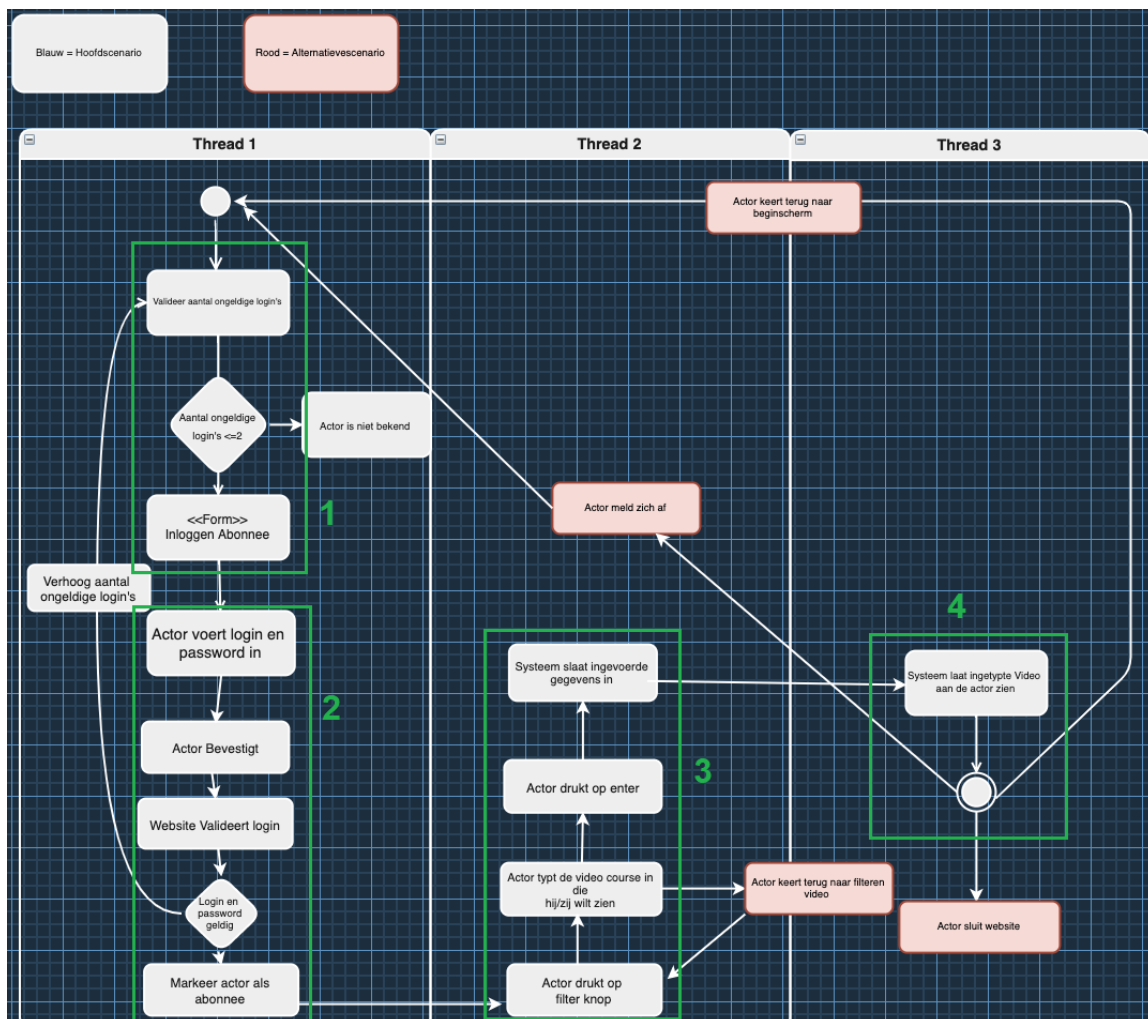 Blauw = Hoofdscenario
Rood = Alternatievescenario
Thread 1
Thread 2
Thread 3
Actor keert terug naar
beginscherm
Valideer aantal ongeldige login's
Aantal ongeldige
login's <=2
Actor is niet bekend
<<Form>>
Inloggen Abonnee
1
Actor meld zich af
Verhoog aantal
ongeldige login's
Actor voert login en
password in
2
Actor Bevestigt
Website Valideert login
Login en
password
geldig
Markeer actor als
abonnee
Systeem slaat ingevoerde
gegevens in
3
Actor drukt op enter
Actor typt de video course in
die
hij/zij wilt zien
Actor drukt op
filter knop
Actor keert terug naar filteren
video
4
Systeem laat ingetypte Video
aan de actor zien
Actor sluit website